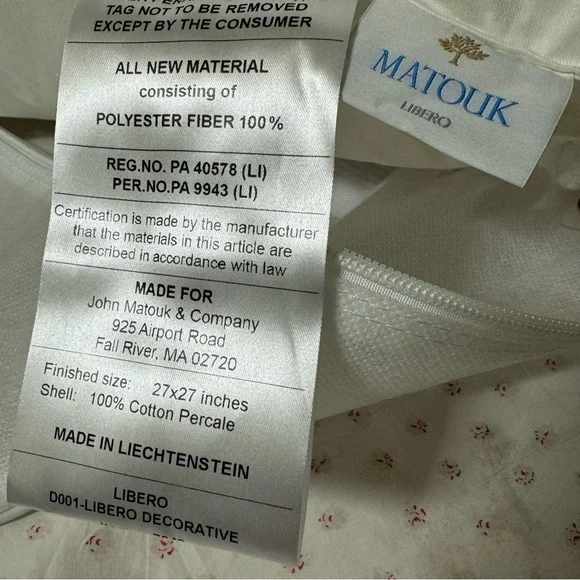 TAG NOT TO BE REMOVED
EXCEPT BY THE CONSUMER
ALL NEW MATERIAL
consisting of
POLYESTER FIBER 100%
REG.NO. PA 40578 (LI)
PER.NO.PA 9943 (LI)
Certification is made by the manufacturer
that the materials in this article are
described in accordance with law
MADE FOR
John Matouk & Company
925 Airport Road
Fall River, MA 02720
Finished size: 27x27 inches
Shell: 100% Cotton Percale
MADE IN LIECHTENSTEIN
LIBERO
D001-LIBERO DECORATIVE
MATOUK
LIBERO